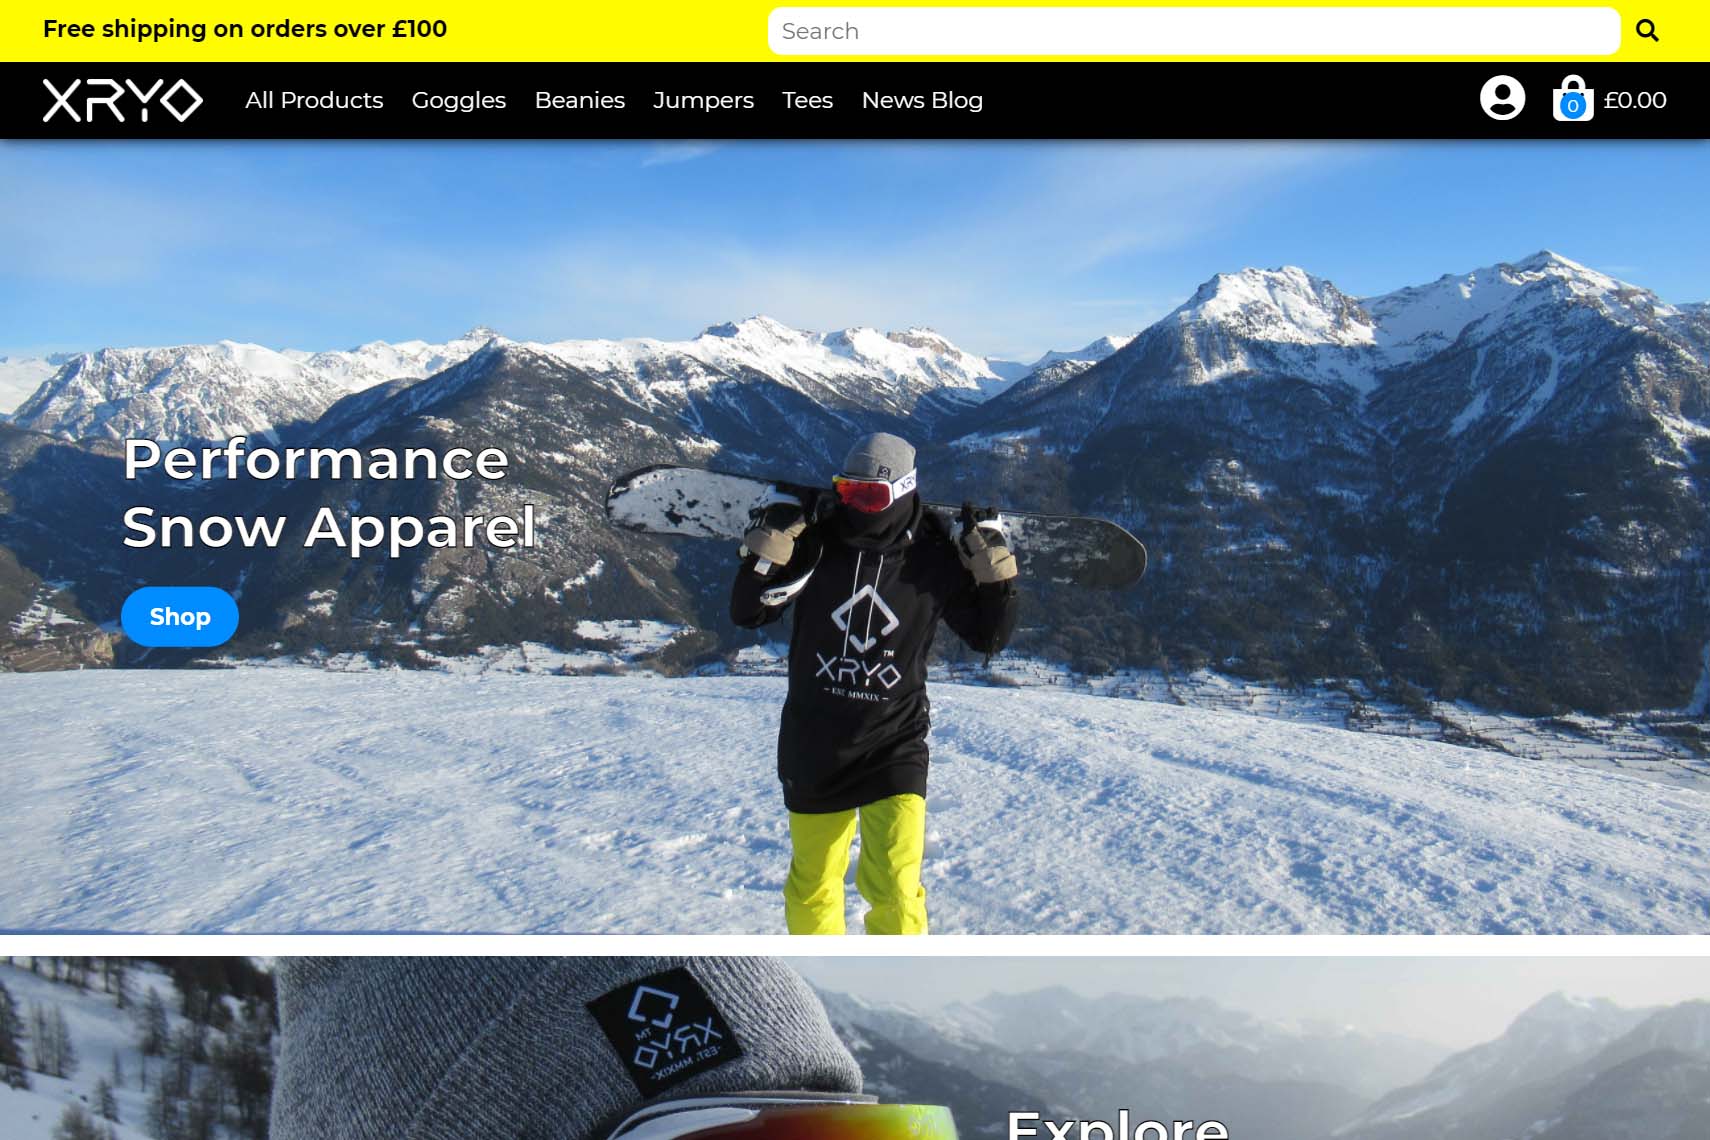 Free shipping on orders over £100
Search
XRYO
All Products
Goggles
Beanies
Jumpers
Tees
News Blog
0
£0.00
Performance
Snow Apparel
Shop
XRYO
TM
XRYO
- EST. MMXIX -
TM
XRYO
- EST. MMXIX -
Explore